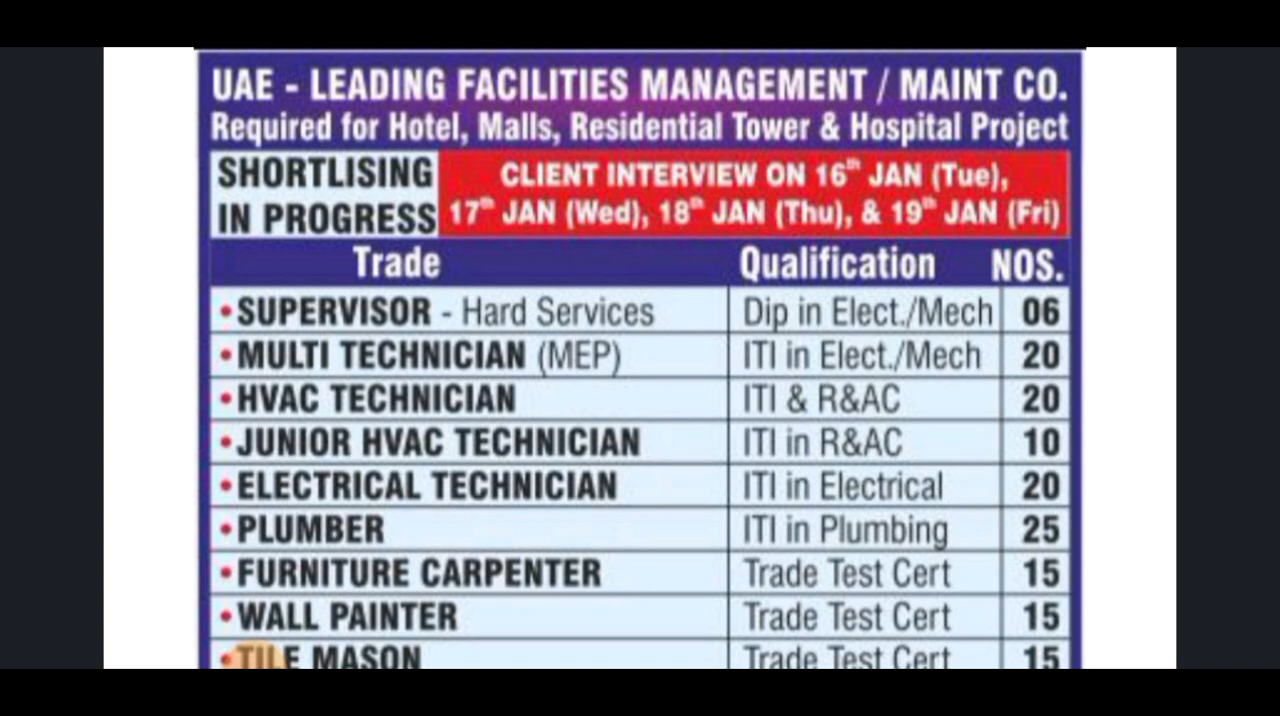 UAE - LEADING FACILITIES MANAGEMENT / MAINT CO.
Required for Hotel, Malls, Residential Tower & Hospital Project
SHORTLISING IN PROGRESS
CLIENT INTERVIEW ON 16th JAN (Tue),
17th JAN (Wed), 18th JAN (Thu), & 19th JAN (Fri)
Trade Qualification NOS.
•SUPERVISOR - Hard Services Dip in Elect./Mech 06
•MULTI TECHNICIAN (MEP) ITI in Elect./Mech 20
•HVAC TECHNICIAN ITI & R&AC 20
•JUNIOR HVAC TECHNICIAN ITI in R&AC 10
•ELECTRICAL TECHNICIAN ITI in Electrical 20
•PLUMBER ITI in Plumbing 25
•FURNITURE CARPENTER Trade Test Cert 15
•WALL PAINTER Trade Test Cert 15
•TILE MASON Trade Test Cert 15